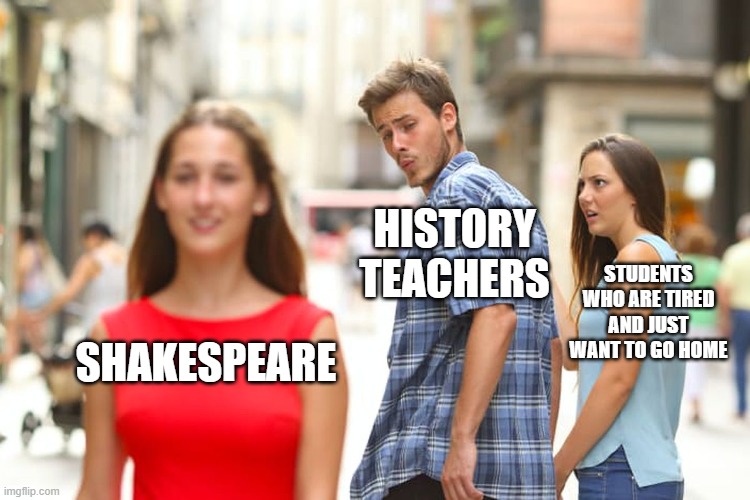 HISTORY
TEACHERS
STUDENTS
WHO ARE TIRED
AND JUST
WANT TO GO HOME
SHAKESPEARE
imgflip.com